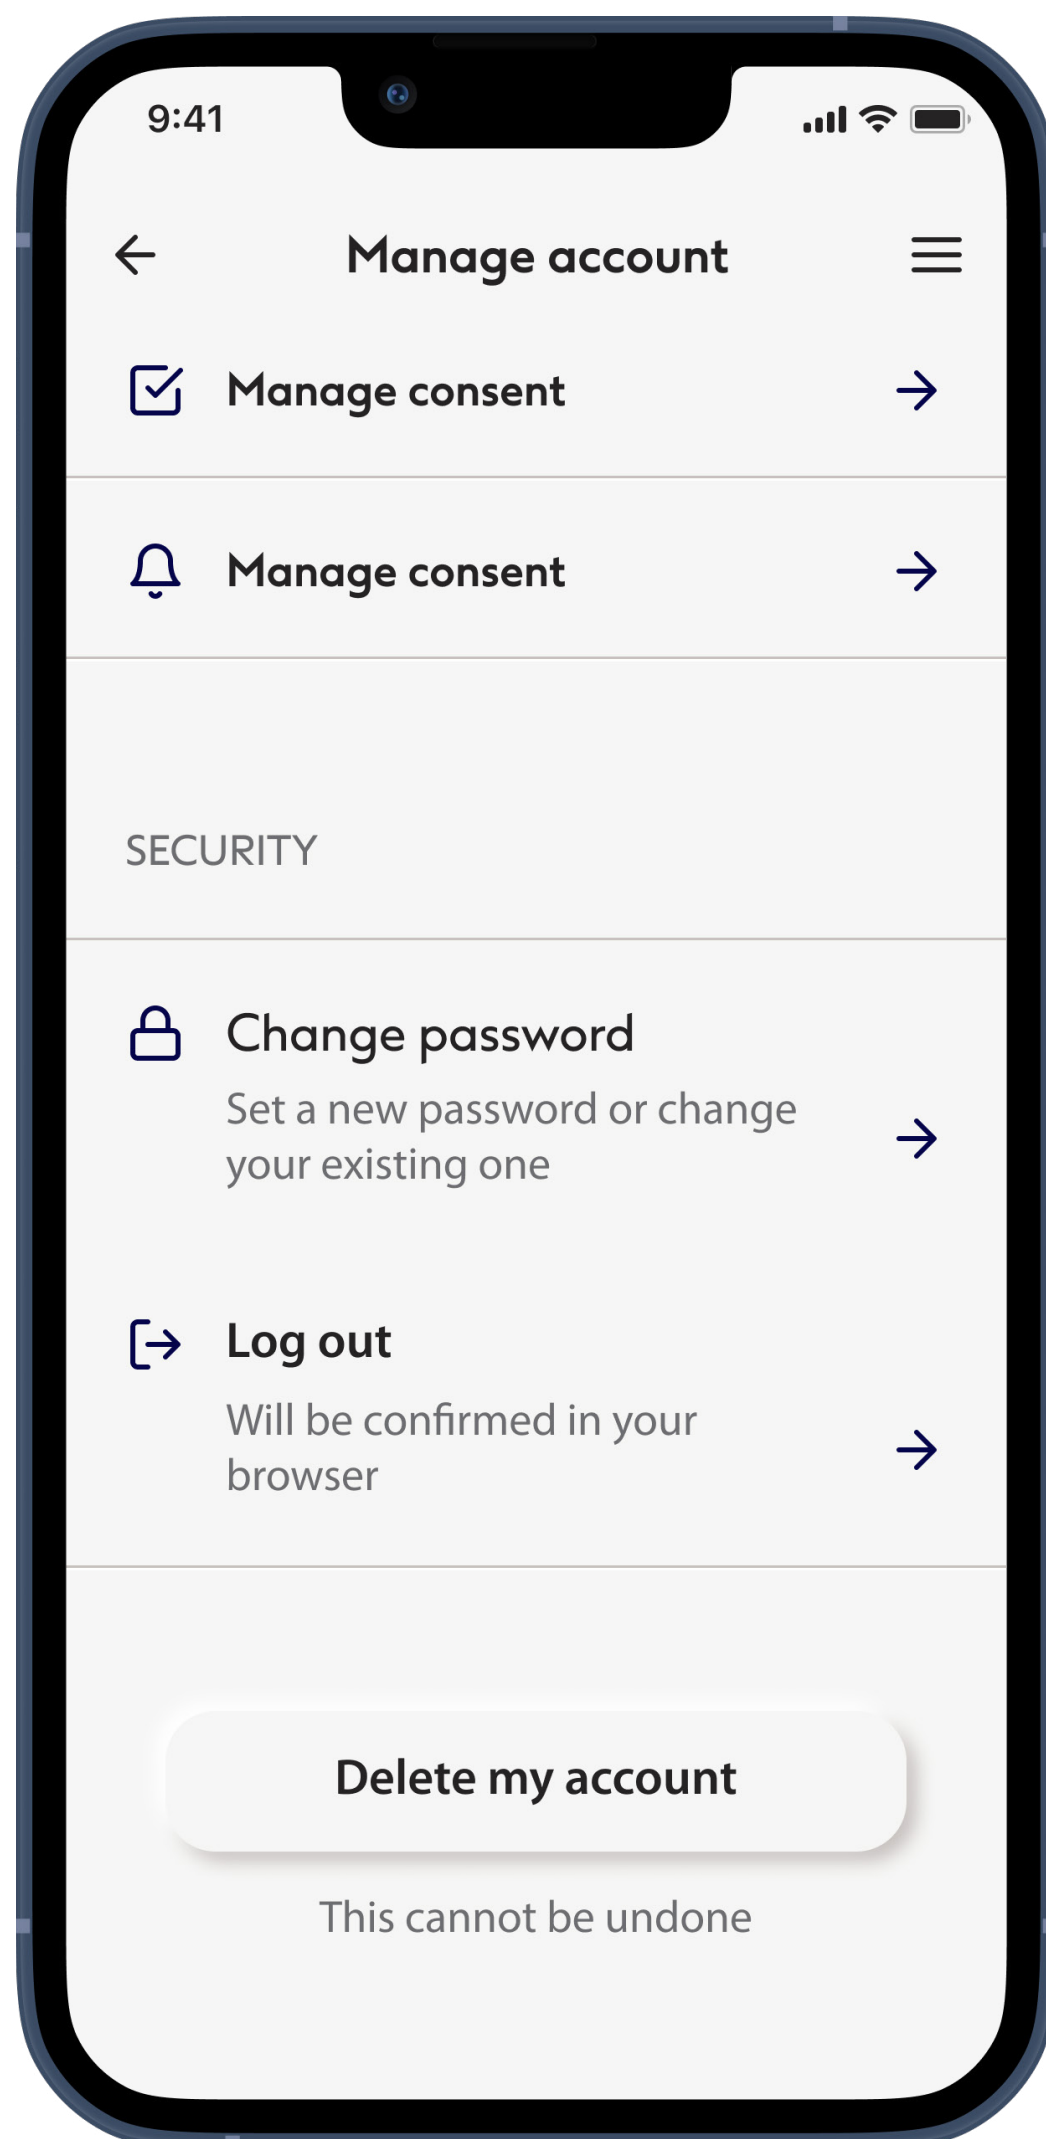 9:41
Manage account
Manage consent
Manage consent
SECURITY
Change password
Set a new password or change
your existing one
Log out
Will be confirmed in your
browser
Delete my account
This cannot be undone